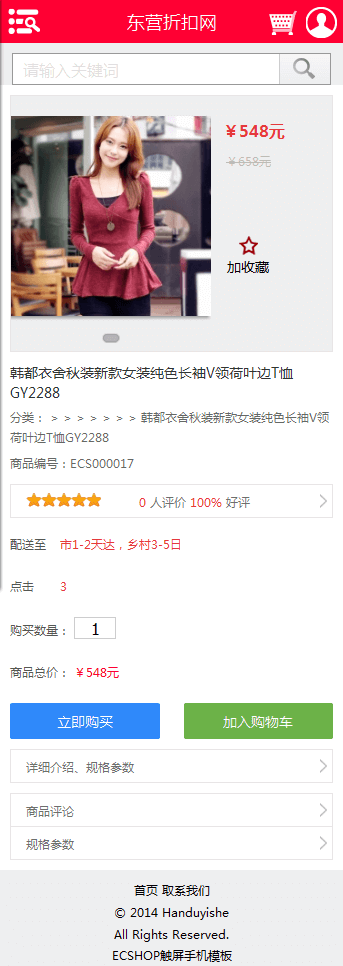 东营折扣网
请输入关键词
￥548元
￥658元
加收藏
韩都衣舍秋装新款女装纯色长袖V领荷叶边T恤
GY2288
分类： > > > > > > > 韩都衣舍秋装新款女装纯色长袖V领
荷叶边T恤GY2288
商品编号：ECS000017
0 人评价 100% 好评
配送至 市1-2天达，乡村3-5日
点击 3
购买数量： 1
商品总价： ￥548元
立即购买 加入购物车
详细介绍、规格参数
商品评论
规格参数
首页 联系我们
© 2014 Handuyishe
All Rights Reserved.
ECSHOP触屏手机模板